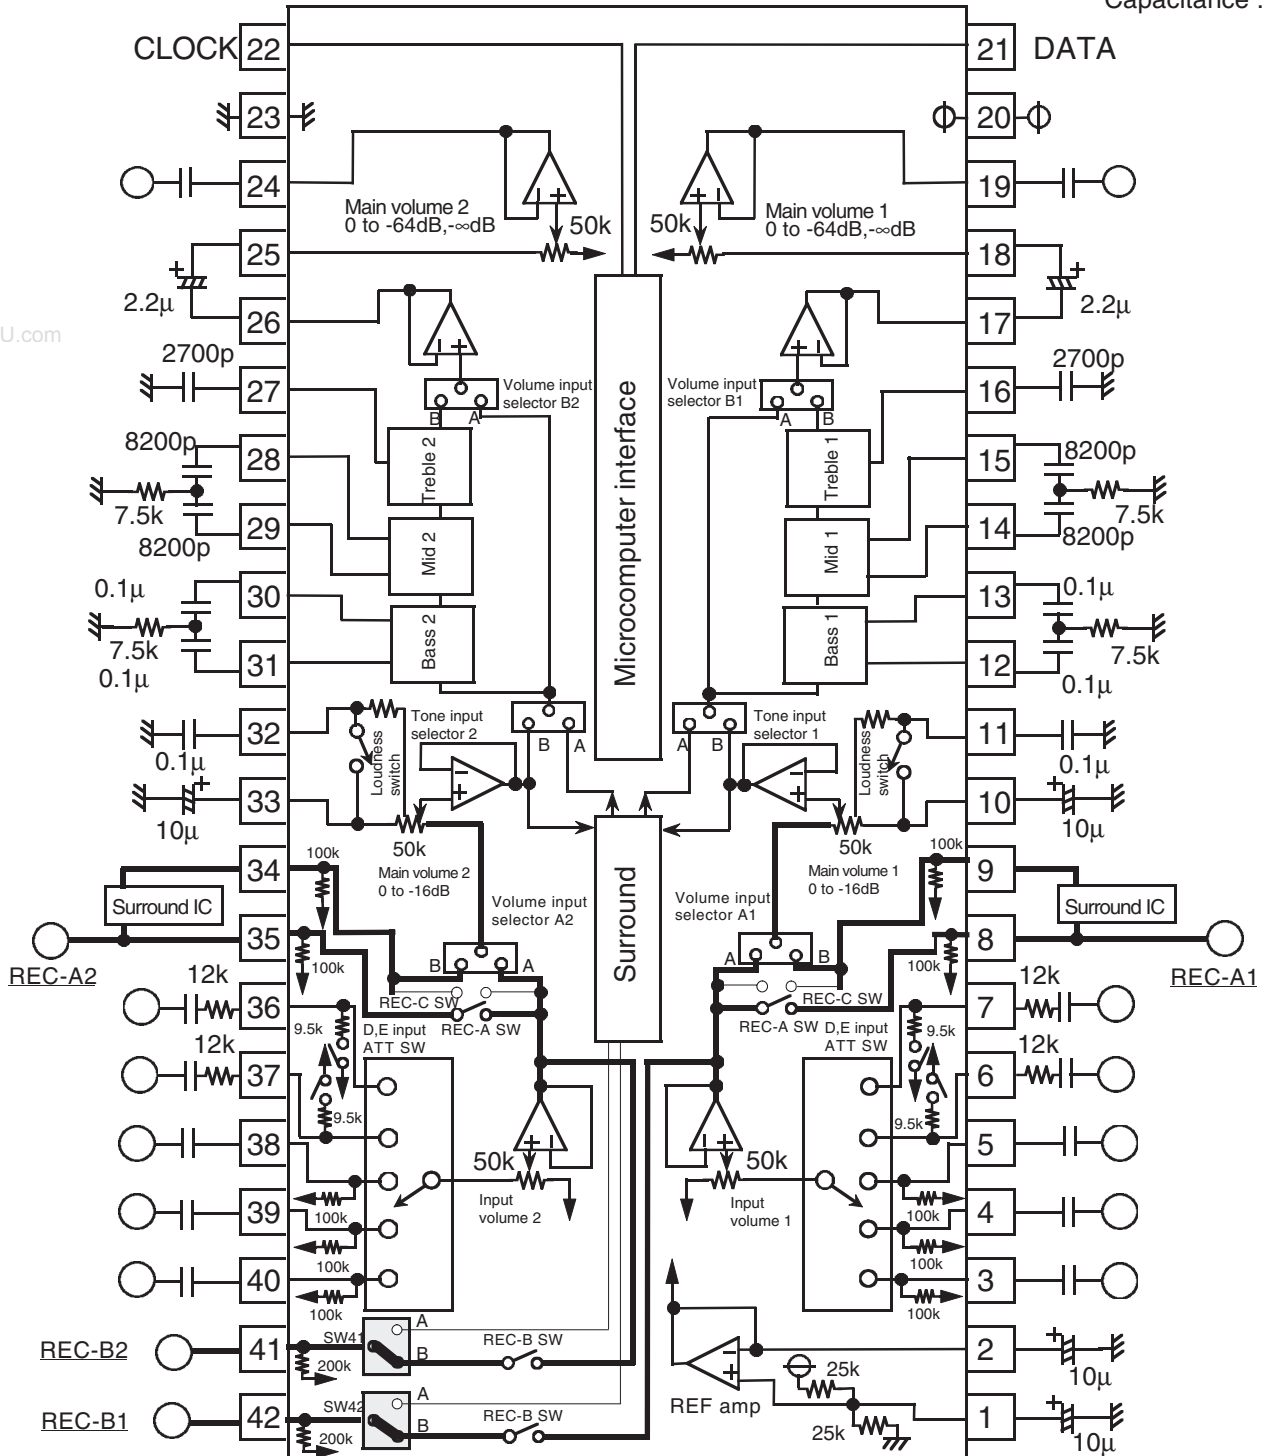 Capacitance :
CLOCK 22
21 DATA
23
20
24
19
Main volume 2
0 to -64dB,-∞dB
50k
50k
Main volume 1
0 to -64dB,-∞dB
25
18
2.2µ
2.2µ
26
17
U.com
2700p
2700p
27
16
Volume input
selector B2
Volume input
selector B1
B A
A B
8200p
8200p
28
15
Treble 2
Treble 1
Microcomputer interface
7.5k
7.5k
29
14
8200p
8200p
Mid 2
Mid 1
0.1µ
0.1µ
30
13
7.5k
7.5k
Bass 2
Bass 1
31
12
0.1µ
0.1µ
32
11
Tone input
selector 2
Tone input
selector 1
B A
A B
0.1µ
0.1µ
Loudness
switch
Loudness
switch
33
10
10µ
10µ
50k
50k
34
9
100k
100k
Main volume 2
0 to -16dB
Main volume 1
0 to -16dB
Surround IC
Surround IC
Volume input
selector A2
Volume input
selector A1
Surround
35
8
REC-A2
REC-A1
100k
100k
B A
A B
12k
12k
36
7
REC-C SW
REC-C SW
REC-A SW
REC-A SW
9.5k
9.5k
D,E input
ATT SW
D,E input
ATT SW
12k
12k
37
6
9.5k
9.5k
38
5
50k
50k
Input
volume 2
Input
volume 1
100k
100k
39
4
100k
100k
40
3
100k
100k
REC-B2
41
SW41
200k
A
B
REC-B SW
2
10µ
REF amp
25k
25k
REC-B1
42
SW42
200k
A
B
REC-B SW
1
10µ